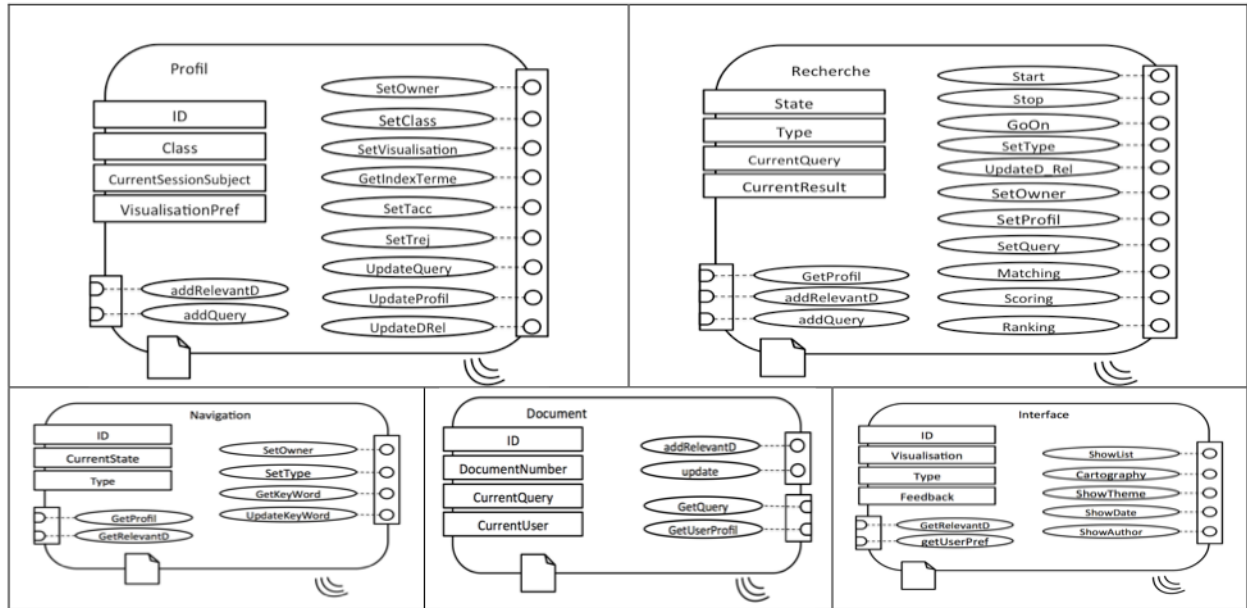 Profil
ID
Class
CurrentSessionSubject
VisualisationPref
addRelevantD
addQuery
SetOwner
SetClass
SetVisualisation
GetIndexTerme
SetTacc
SetTrej
UpdateQuery
UpdateProfil
UpdateDRel
Recherche
State
Type
CurrentQuery
CurrentResult
GetProfil
addRelevantD
addQuery
Start
Stop
GoOn
SetType
UpdateD_Rel
SetOwner
SetProfil
SetQuery
Matching
Scoring
Ranking
Navigation
ID
CurrentState
Type
GetProfil
GetRelevantD
SetOwner
SetType
GetKeyWord
UpdateKeyWord
Document
ID
DocumentNumber
CurrentQuery
CurrentUser
addRelevantD
update
GetQuery
GetUserProfil
Interface
ID
Visualisation
Type
Feedback
GetRelevantD
getUserPref
ShowList
Cartography
ShowTheme
ShowDate
ShowAuthor